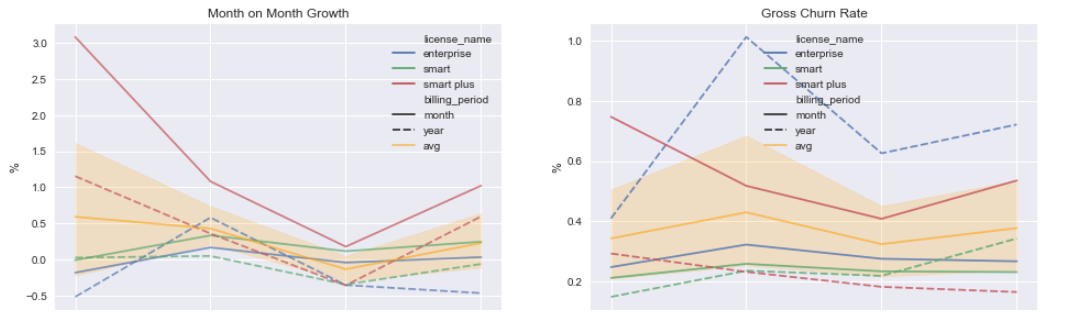 Month on Month Growth
%
3.0
2.5
2.0
1.5
1.0
0.5
0.0
−0.5
license_name
enterprise
smart
smart plus
billing_period
month
year
avg
Gross Churn Rate
%
1.0
0.8
0.6
0.4
0.2
license_name
enterprise
smart
smart plus
billing_period
month
year
avg